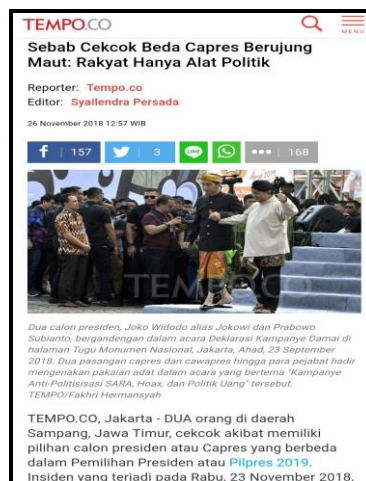 TEMPO.CO
MENU
Sebab Cekcok Beda Capres Berujung
Maut: Rakyat Hanya Alat Politik
Reporter: Tempo.co
Editor: Syailendra Persada
26 November 2018 12:57 WIB
157
3
168
TEMPO.CO
Dua calon presiden, Joko Widodo alias Jokowi dan Prabowo
Subianto, bergandengan dalam acara Deklarasi Kampanye Damai di
halaman Tugu Monumen Nasional, Jakarta, Ahad, 23 September
2018. Dua pasangan capres dan cawapres hingga para pejabat hadir
mengenakan pakaian adat dalam acara yang bertema "Kampanye
Anti-Politisisasi SARA, Hoax, dan Politik Uang" tersebut.
TEMPO/Fakhri Hermansyah
TEMPO.CO, Jakarta - DUA orang di daerah
Sampang, Jawa Timur, cekcok akibat memiliki
pilihan calon presiden atau Capres yang berbeda
dalam Pemilihan Presiden atau Pilpres 2019.
Insiden yang terjadi pada Rabu, 23 November 2018,